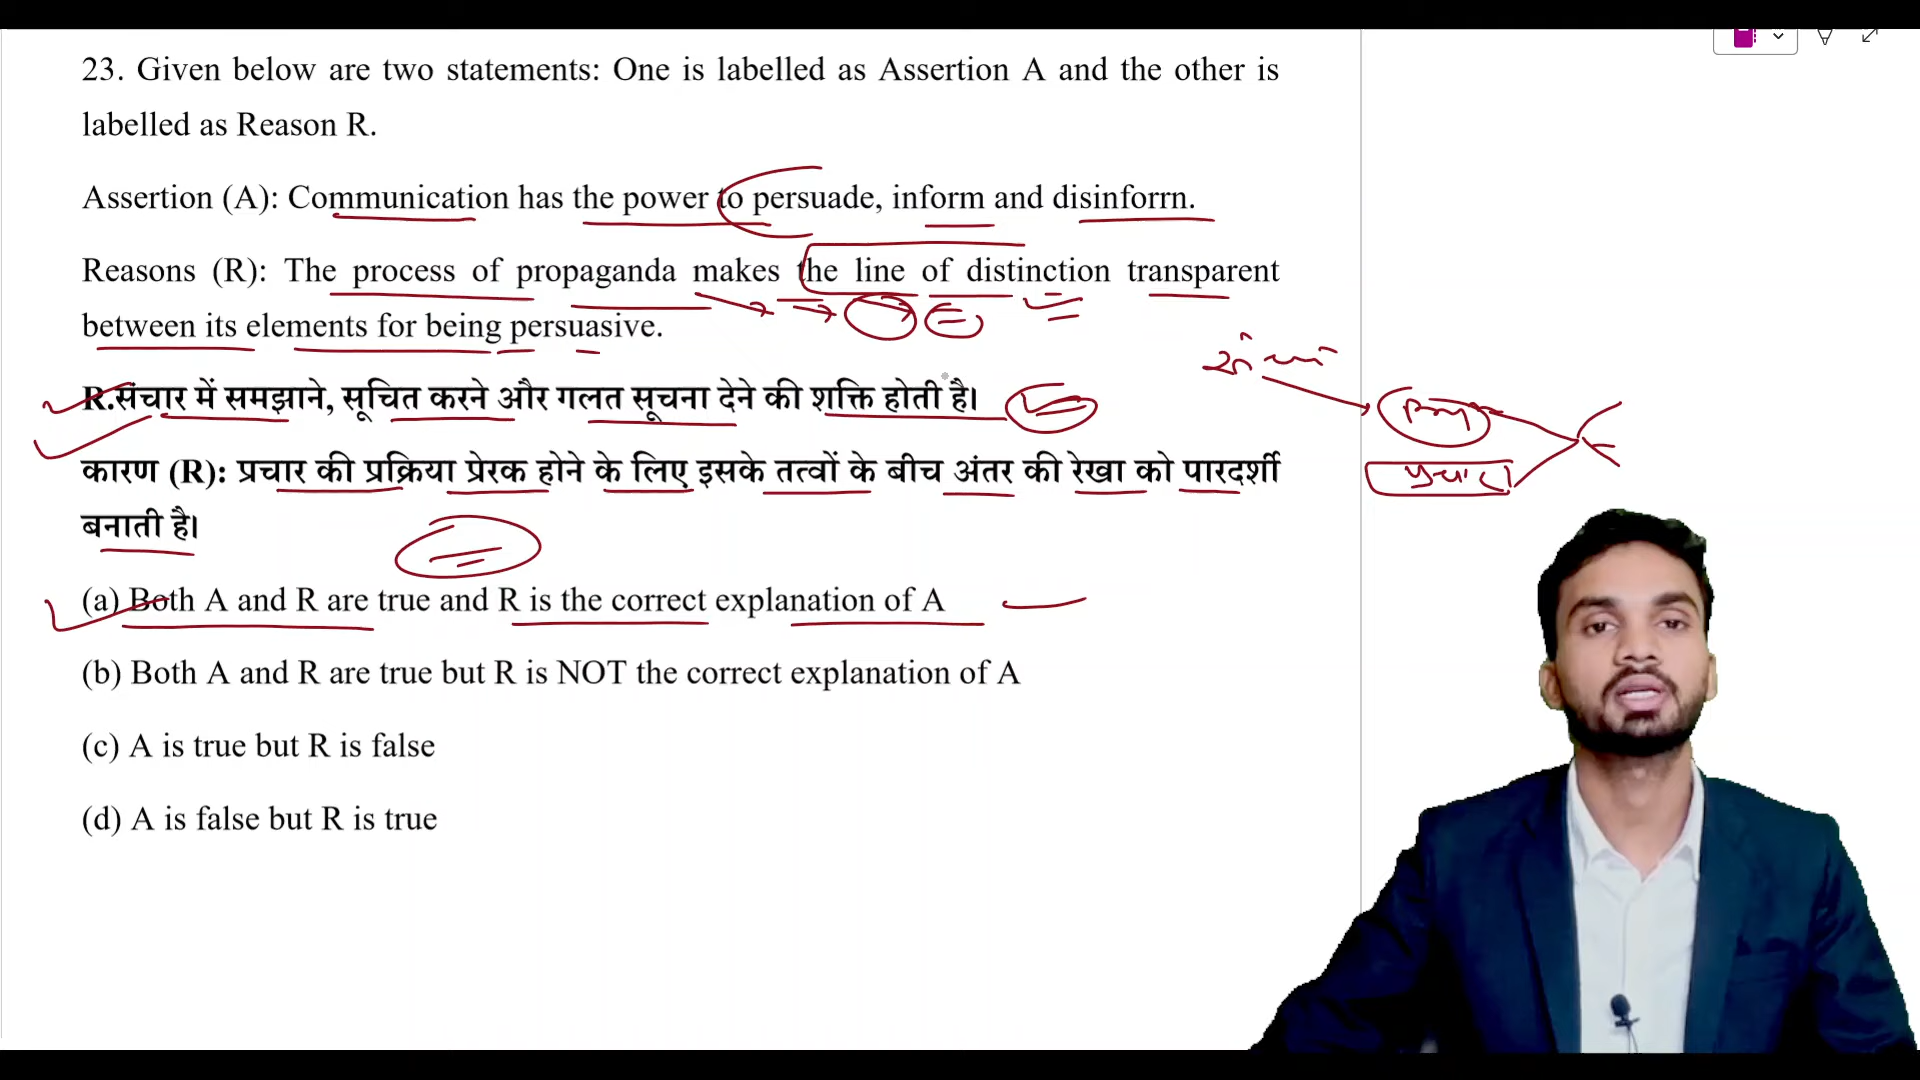 23. Given below are two statements: One is labelled as Assertion A and the other is
labelled as Reason R.
Assertion (A): Communication has the power to persuade, inform and disinforrn.
Reasons (R): The process of propaganda makes the line of distinction transparent
between its elements for being persuasive.
R.संचार में समझाने, सूचित करने और गलत सूचना देने की शक्ति होती है।
कारण (R): प्रचार की प्रक्रिया प्रेरक होने के लिए इसके तत्वों के बीच अंतर की रेखा को पारदर्शी
बनाती है।
(a) Both A and R are true and R is the correct explanation of A
(b) Both A and R are true but R is NOT the correct explanation of A
(c) A is true but R is false
(d) A is false but R is true